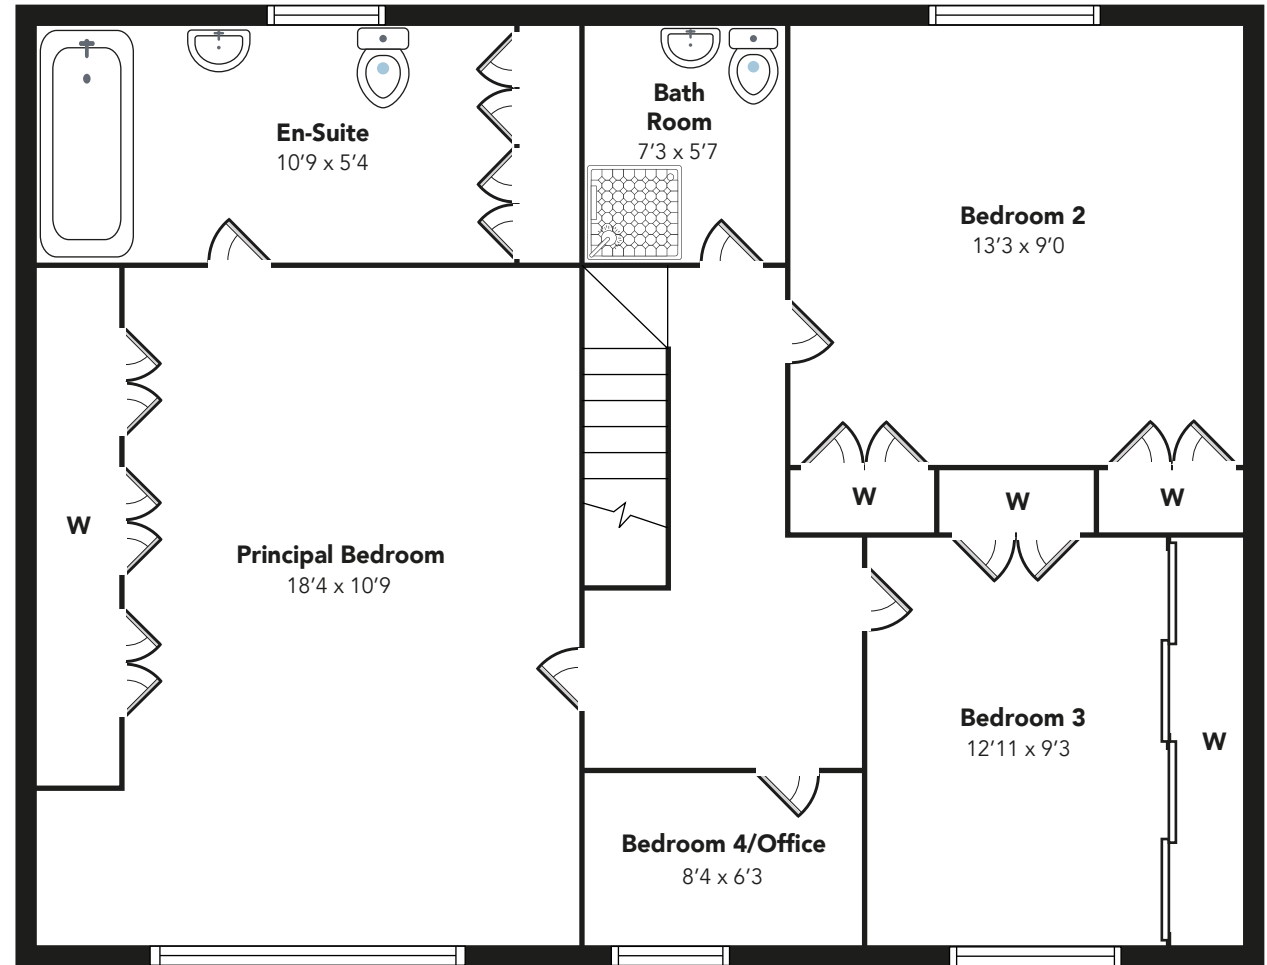 En-Suite
10’9 x 5’4
Bath
Room
7’3 x 5’7
Bedroom 2
13’3 x 9’0
W
W
W
W
Principal Bedroom
18’4 x 10’9
Bedroom 3
12’11 x 9’3
W
Bedroom 4/Office
8’4 x 6’3